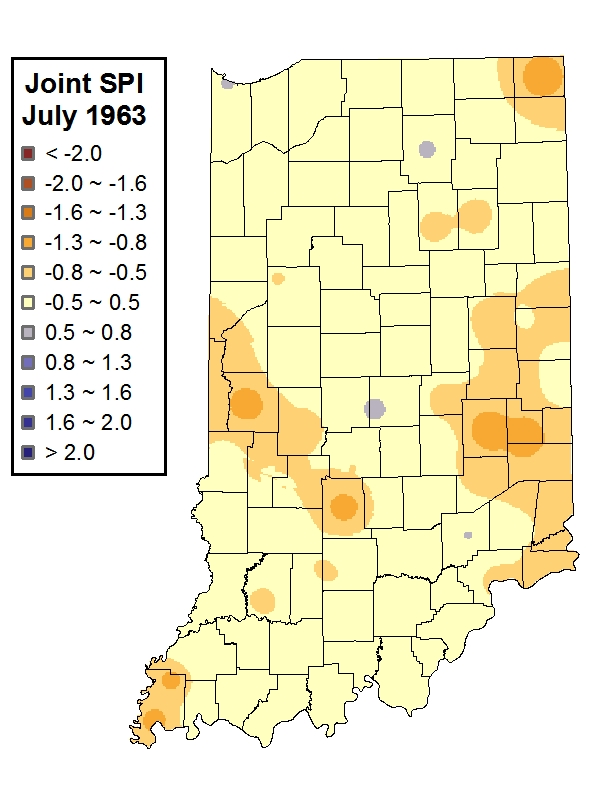 Joint SPI
July 1963
< -2.0
-2.0 ~ -1.6
-1.6 ~ -1.3
-1.3 ~ -0.8
-0.8 ~ -0.5
-0.5 ~ 0.5
0.5 ~ 0.8
0.8 ~ 1.3
1.3 ~ 1.6
1.6 ~ 2.0
> 2.0